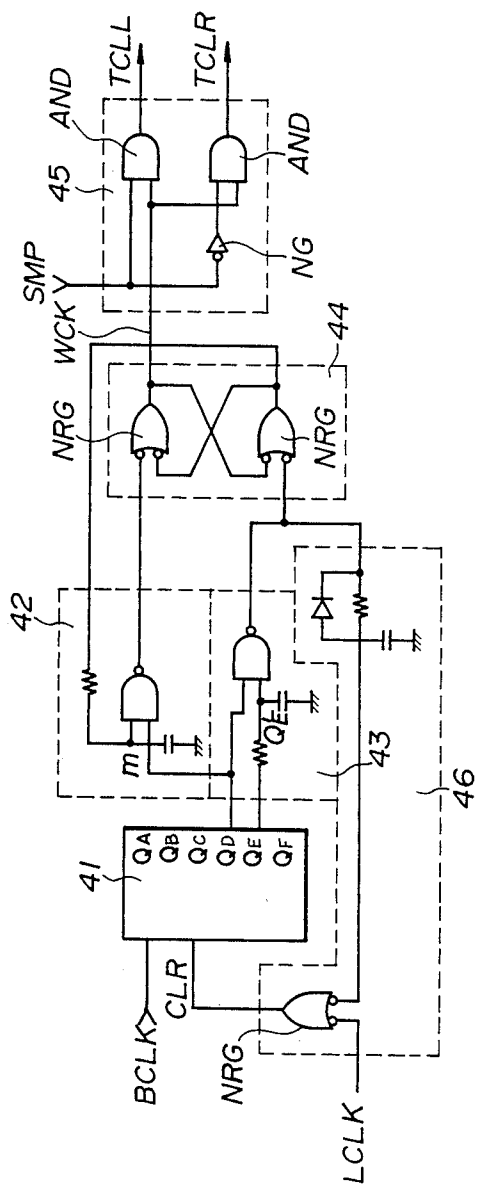 BCLK
CLR
LCLK
NRG
41
QA
QB
QC
QD
QE
QF
42
m
QE
43
46
NRG
NRG
44
WCK
SMP
45
AND
AND
NG
TCLL
TCLR